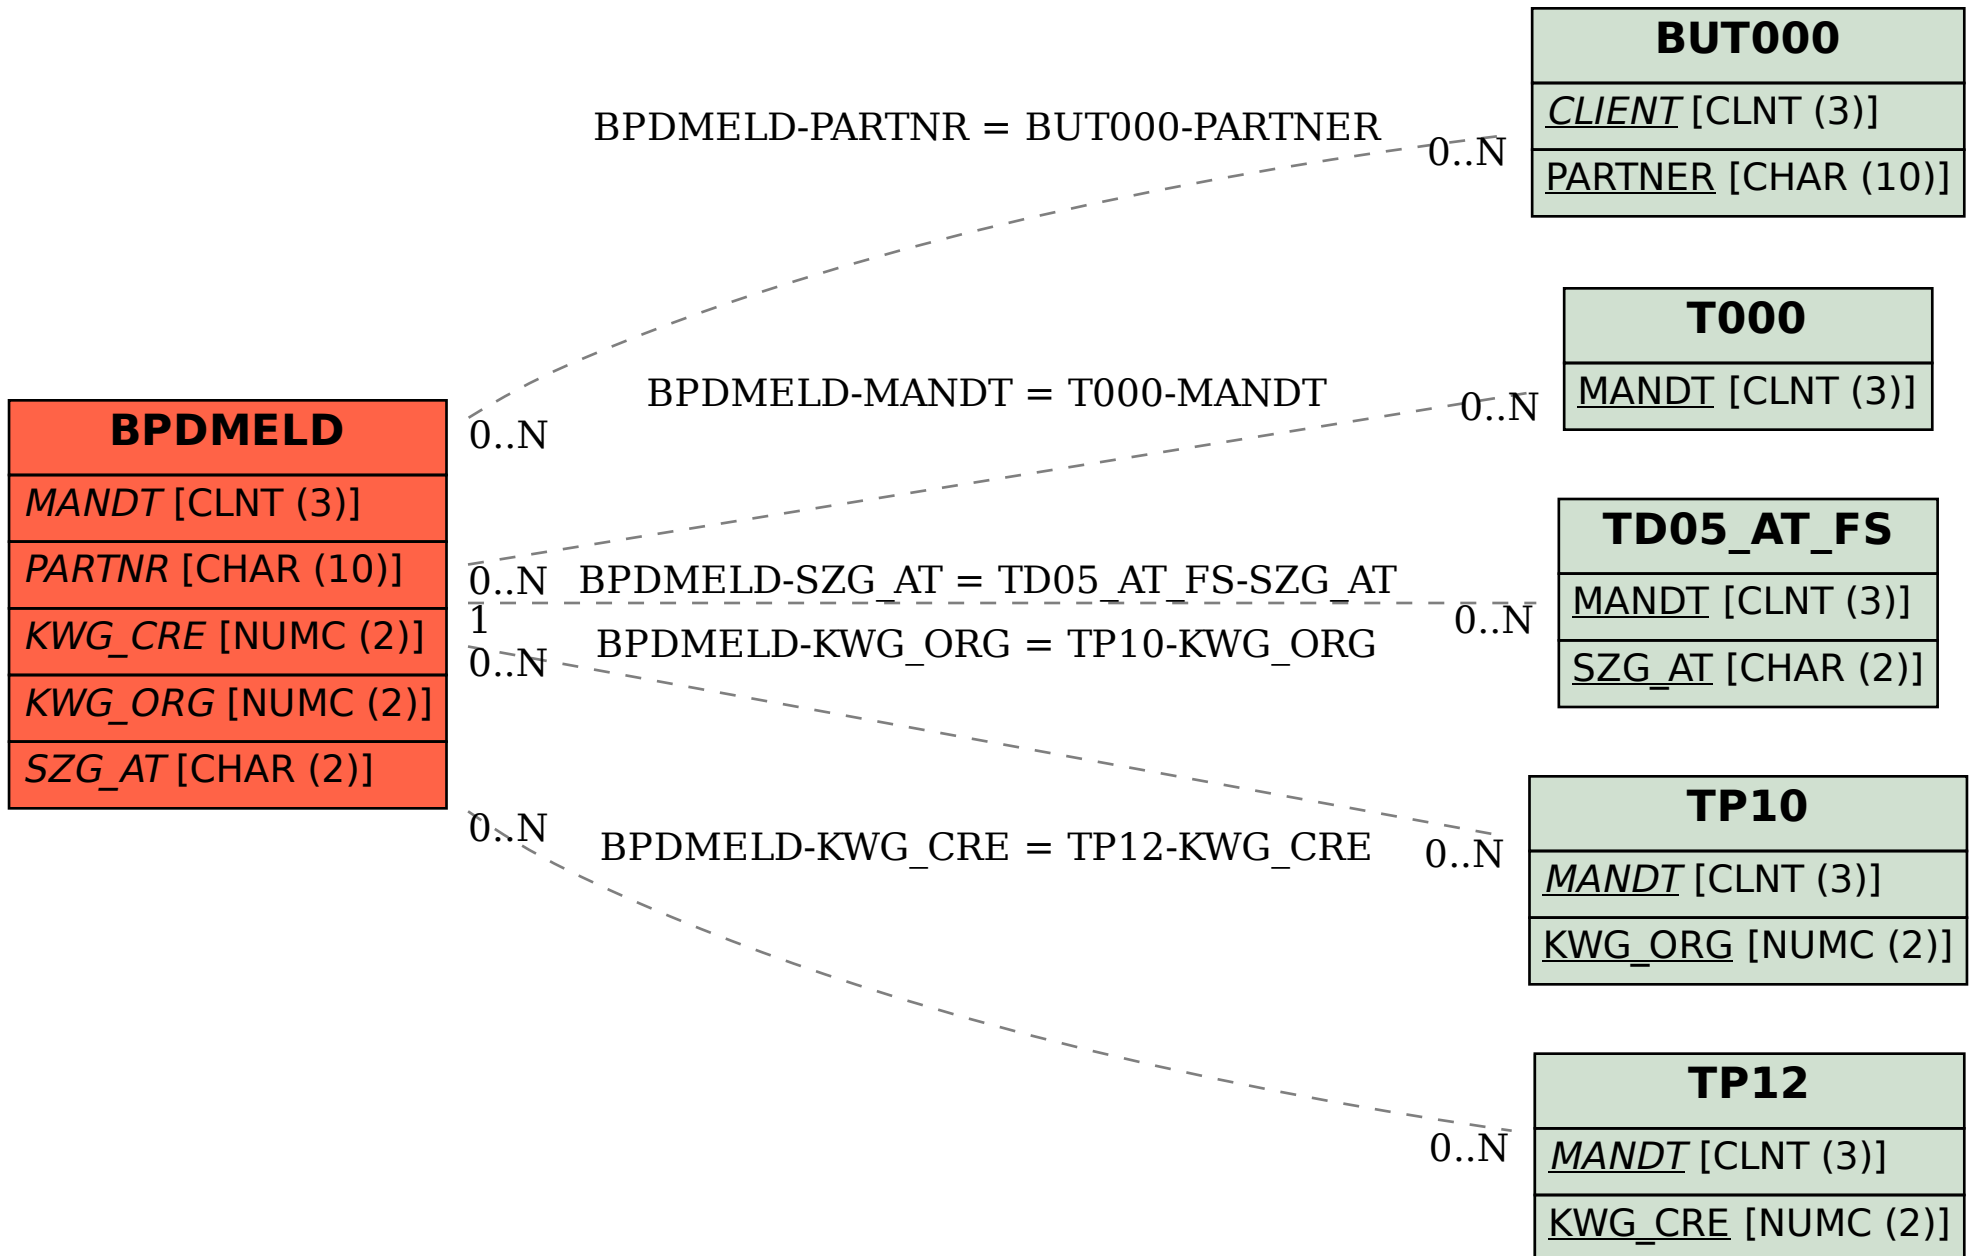 BUT000
CLIENT [CLNT (3)]
PARTNER [CHAR (10)]
BPDMELD-PARTNR = BUT000-PARTNER
0..N
0..N
T000
MANDT [CLNT (3)]
BPDMELD-MANDT = T000-MANDT
0..N
0..N
BPDMELD
MANDT [CLNT (3)]
PARTNR [CHAR (10)]
KWG_CRE [NUMC (2)]
KWG_ORG [NUMC (2)]
SZG_AT [CHAR (2)]
TD05_AT_FS
MANDT [CLNT (3)]
SZG_AT [CHAR (2)]
BPDMELD-SZG_AT = TD05_AT_FS-SZG_AT
1
0..N
BPDMELD-KWG_ORG = TP10-KWG_ORG
0..N
0..N
TP10
MANDT [CLNT (3)]
KWG_ORG [NUMC (2)]
BPDMELD-KWG_CRE = TP12-KWG_CRE
0..N
0..N
TP12
MANDT [CLNT (3)]
KWG_CRE [NUMC (2)]